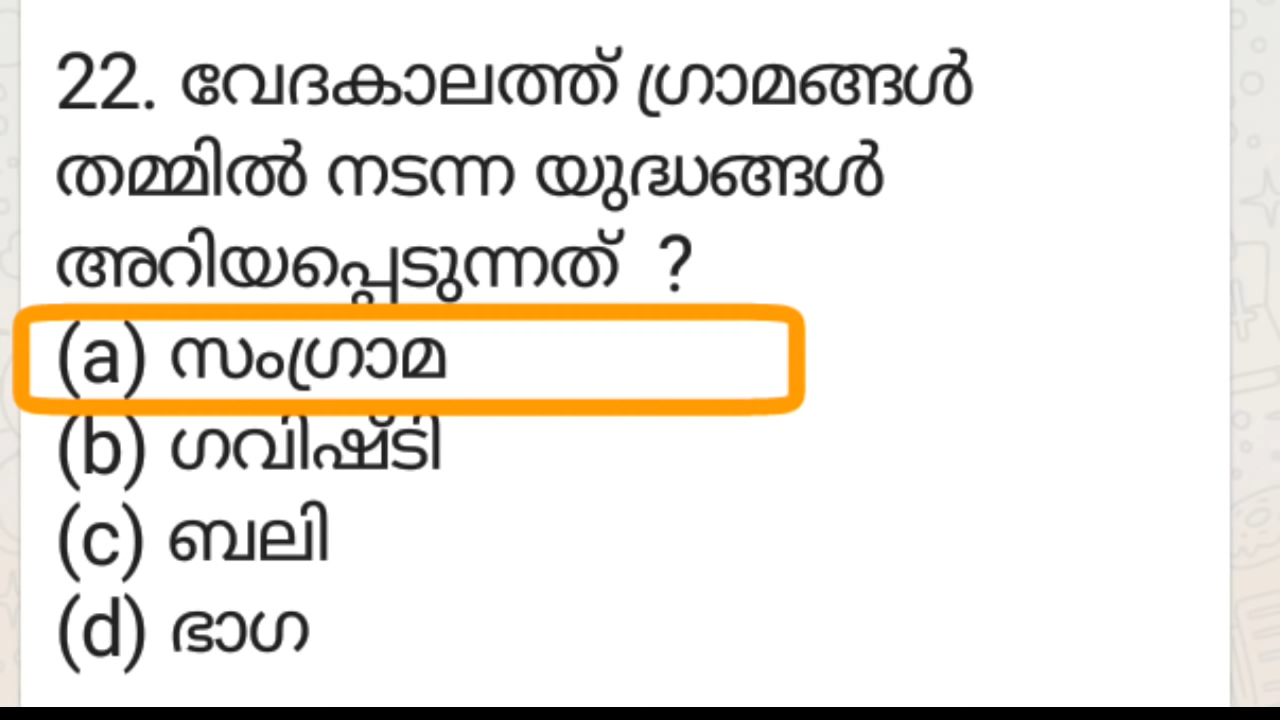 22. വേദകാലത്ത് ഗ്രാമങ്ങൾ
തമ്മിൽ നടന്ന യുദ്ധങ്ങൾ
അറിയപ്പെടുന്നത് ?
(a) സംഗ്രാമ
(b) ഗവിഷ്ടി
(c) ബലി
(d) ഭാഗ